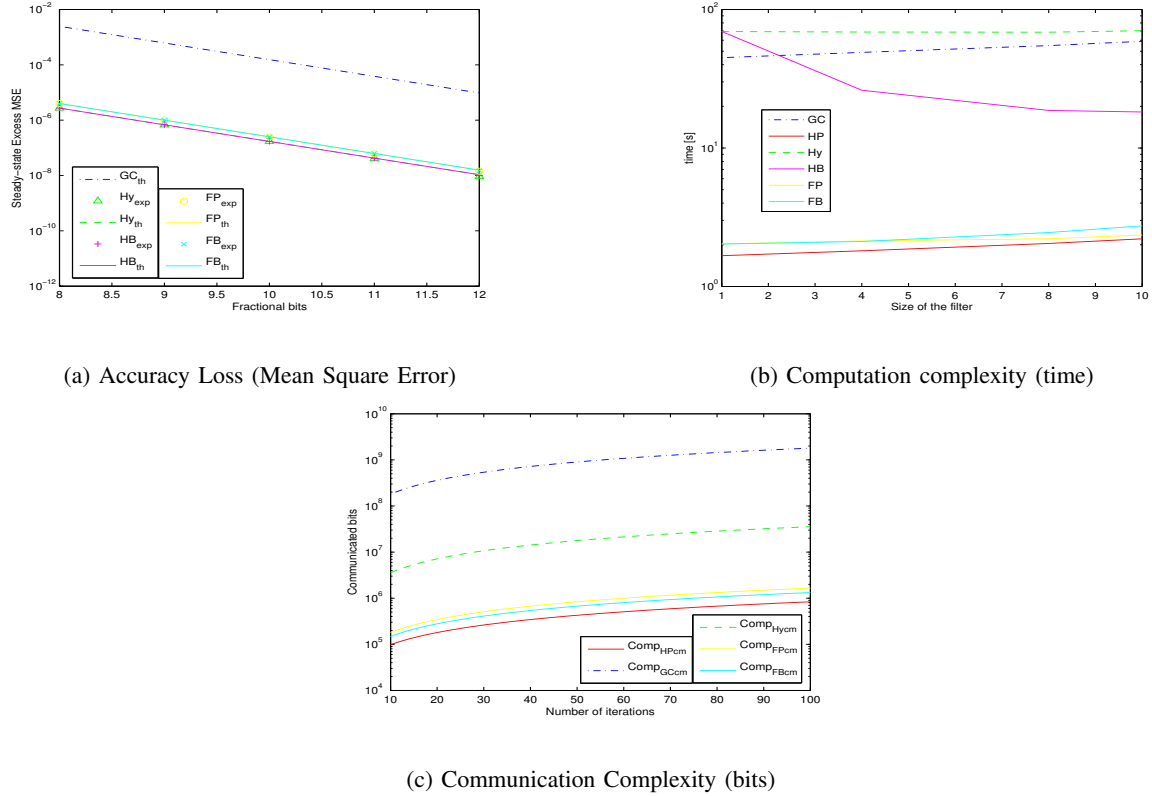 10^-2
10^-4
10^-6
10^-8
10^-10
10^-12
Steady−state Excess MSE
GC_th
Hy_exp
Hy_th
HB_exp
HB_th
FP_exp
FP_th
FB_exp
FB_th
8 8.5 9 9.5 10 10.5 11 11.5 12
Fractional bits
(a) Accuracy Loss (Mean Square Error)
10^2
10^1
10^0
time [s]
GC
HP
Hy
HB
FP
FB
1 2 3 4 5 6 7 8 9 10
Size of the filter
(b) Computation complexity (time)
10^10
10^9
10^8
10^7
10^6
10^5
10^4
Communicated bits
Comp_HPcm
Comp_GCcm
Comp_Hycm
Comp_FPcm
Comp_FBcm
10 20 30 40 50 60 70 80 90 100
Number of iterations
(c) Communication Complexity (bits)